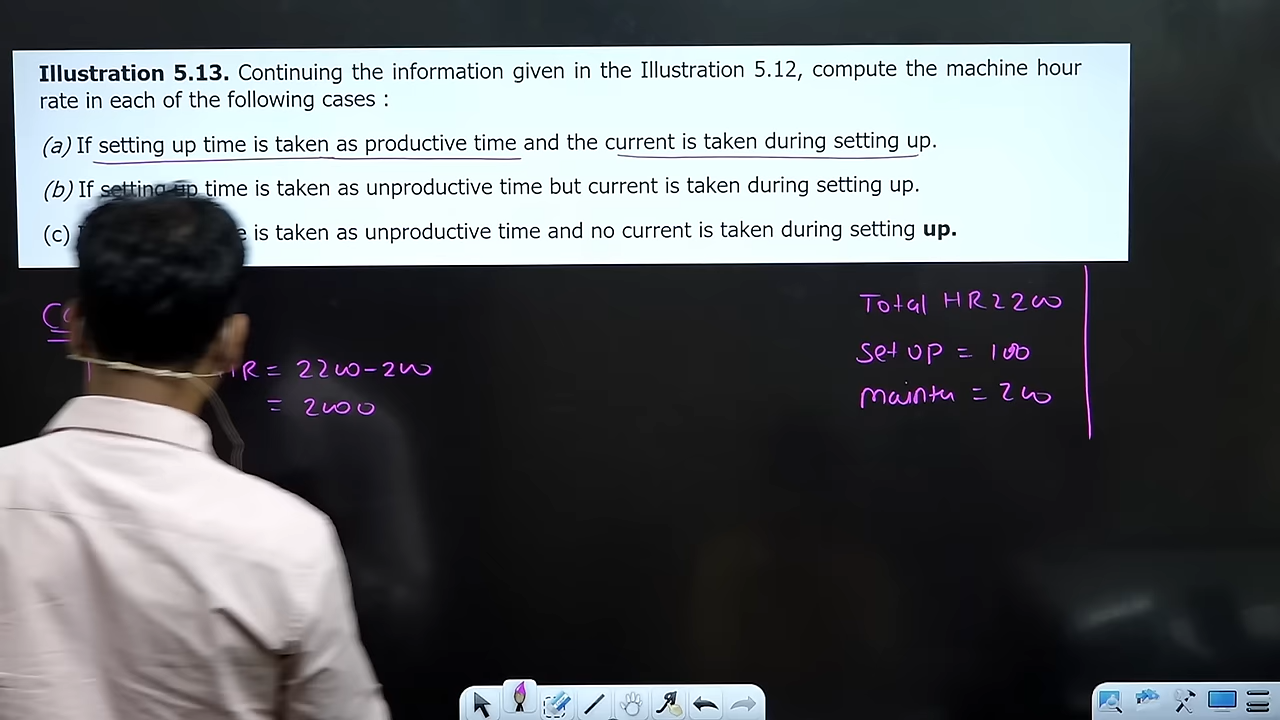 Illustration 5.13. Continuing the information given in the Illustration 5.12, compute the machine hour
rate in each of the following cases :
(a) If setting up time is taken as productive time and the current is taken during setting up.
(b) If setting up time is taken as unproductive time but current is taken during setting up.
(c) is taken as unproductive time and no current is taken during setting up.
Total HR 2200
Set up = 100
mainten = 200
HR = 2200-200
= 2000